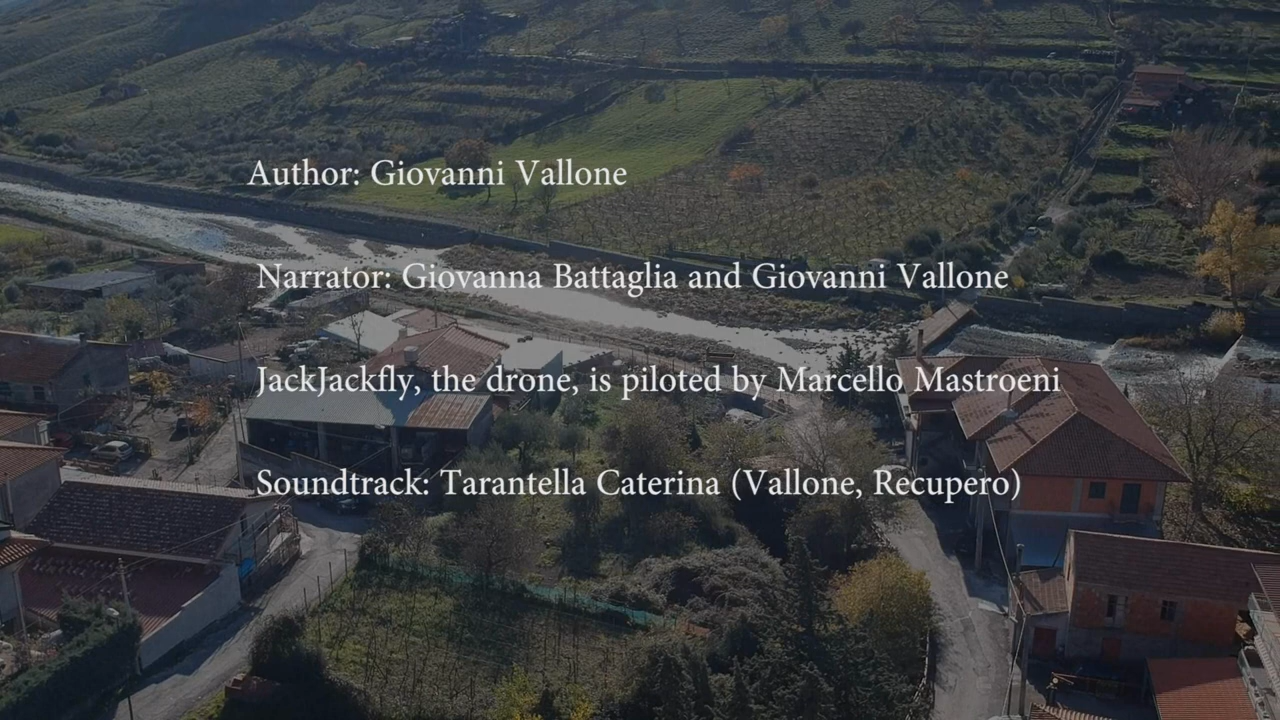 Author: Giovanni Vallone
Narrator: Giovanna Battaglia and Giovanni Vallone
JackJackfly, the drone, is piloted by Marcello Mastroeni
Soundtrack: Tarantella Caterina (Vallone, Recupero)